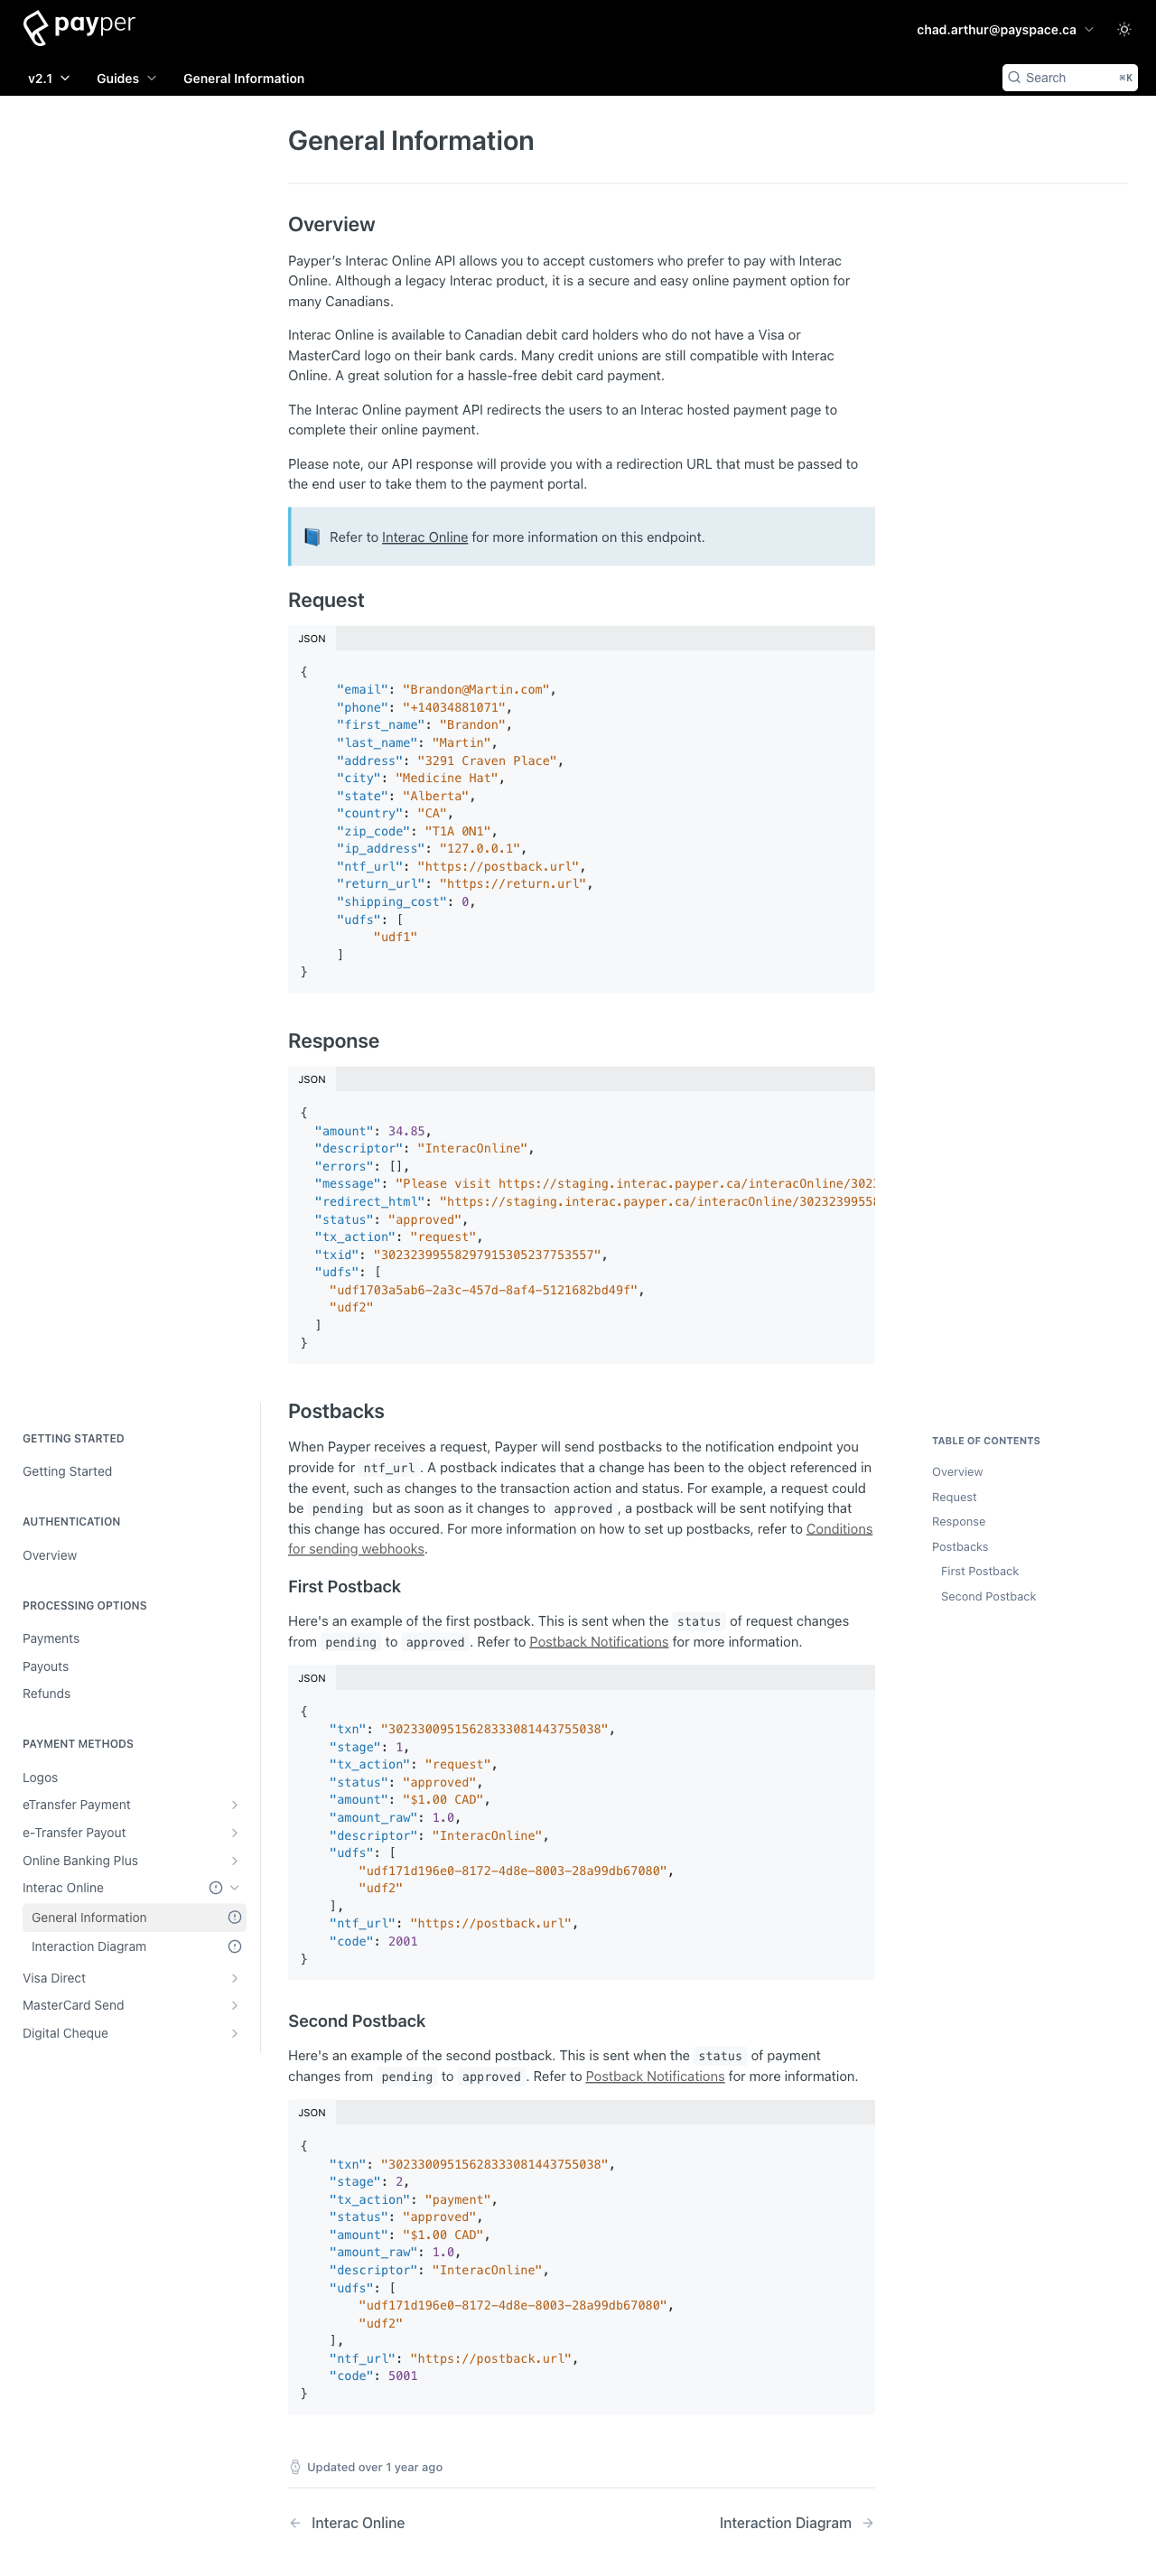 payper
chad.arthur@payspace.ca
v2.1
Guides
General Information
Search
⌘K
General Information
Overview
Payper’s Interac Online API allows you to accept customers who prefer to pay with Interac
Online. Although a legacy Interac product, it is a secure and easy online payment option for
many Canadians.
Interac Online is available to Canadian debit card holders who do not have a Visa or
MasterCard logo on their bank cards. Many credit unions are still compatible with Interac
Online. A great solution for a hassle-free debit card payment.
The Interac Online payment API redirects the users to an Interac hosted payment page to
complete their online payment.
Please note, our API response will provide you with a redirection URL that must be passed to
the end user to take them to the payment portal.
Refer to Interac Online for more information on this endpoint.
Request
JSON
{
"email": "Brandon@Martin.com",
"phone": "+14034881071",
"first_name": "Brandon",
"last_name": "Martin",
"address": "3291 Craven Place",
"city": "Medicine Hat",
"state": "Alberta",
"country": "CA",
"zip_code": "T1A 0N1",
"ip_address": "127.0.0.1",
"ntf_url": "https://postback.url",
"return_url": "https://return.url",
"shipping_cost": 0,
"udfs": [
"udf1"
]
}
Response
JSON
{
"amount": 34.85,
"descriptor": "InteracOnline",
"errors": [],
"message": "Please visit https://staging.interac.payper.ca/interacOnline/3023
"redirect_html": "https://staging.interac.payper.ca/interacOnline/30232399558
"status": "approved",
"tx_action": "request",
"txid": "30232399558297915305237753557",
"udfs": [
"udf1703a5ab6-2a3c-457d-8af4-5121682bd49f",
"udf2"
]
}
Postbacks
When Payper receives a request, Payper will send postbacks to the notification endpoint you
provide for ntf_url. A postback indicates that a change has been to the object referenced in
the event, such as changes to the transaction action and status. For example, a request could
be pending but as soon as it changes to approved, a postback will be sent notifying that
this change has occured. For more information on how to set up postbacks, refer to Conditions
for sending webhooks.
First Postback
Here's an example of the first postback. This is sent when the status of request changes
from pending to approved. Refer to Postback Notifications for more information.
JSON
{
"txn": "30233009515628333081443755038",
"stage": 1,
"tx_action": "request",
"status": "approved",
"amount": "$1.00 CAD",
"amount_raw": 1.0,
"descriptor": "InteracOnline",
"udfs": [
"udf171d196e0-8172-4d8e-8003-28a99db67080",
"udf2"
],
"ntf_url": "https://postback.url",
"code": 2001
}
Second Postback
Here's an example of the second postback. This is sent when the status of payment
changes from pending to approved. Refer to Postback Notifications for more information.
JSON
{
"txn": "30233009515628333081443755038",
"stage": 2,
"tx_action": "payment",
"status": "approved",
"amount": "$1.00 CAD",
"amount_raw": 1.0,
"descriptor": "InteracOnline",
"udfs": [
"udf171d196e0-8172-4d8e-8003-28a99db67080",
"udf2"
],
"ntf_url": "https://postback.url",
"code": 5001
}
Updated over 1 year ago
Interac Online
Interaction Diagram
GETTING STARTED
Getting Started
AUTHENTICATION
Overview
PROCESSING OPTIONS
Payments
Payouts
Refunds
PAYMENT METHODS
Logos
eTransfer Payment
e-Transfer Payout
Online Banking Plus
Interac Online
General Information
Interaction Diagram
Visa Direct
MasterCard Send
Digital Cheque
TABLE OF CONTENTS
Overview
Request
Response
Postbacks
First Postback
Second Postback